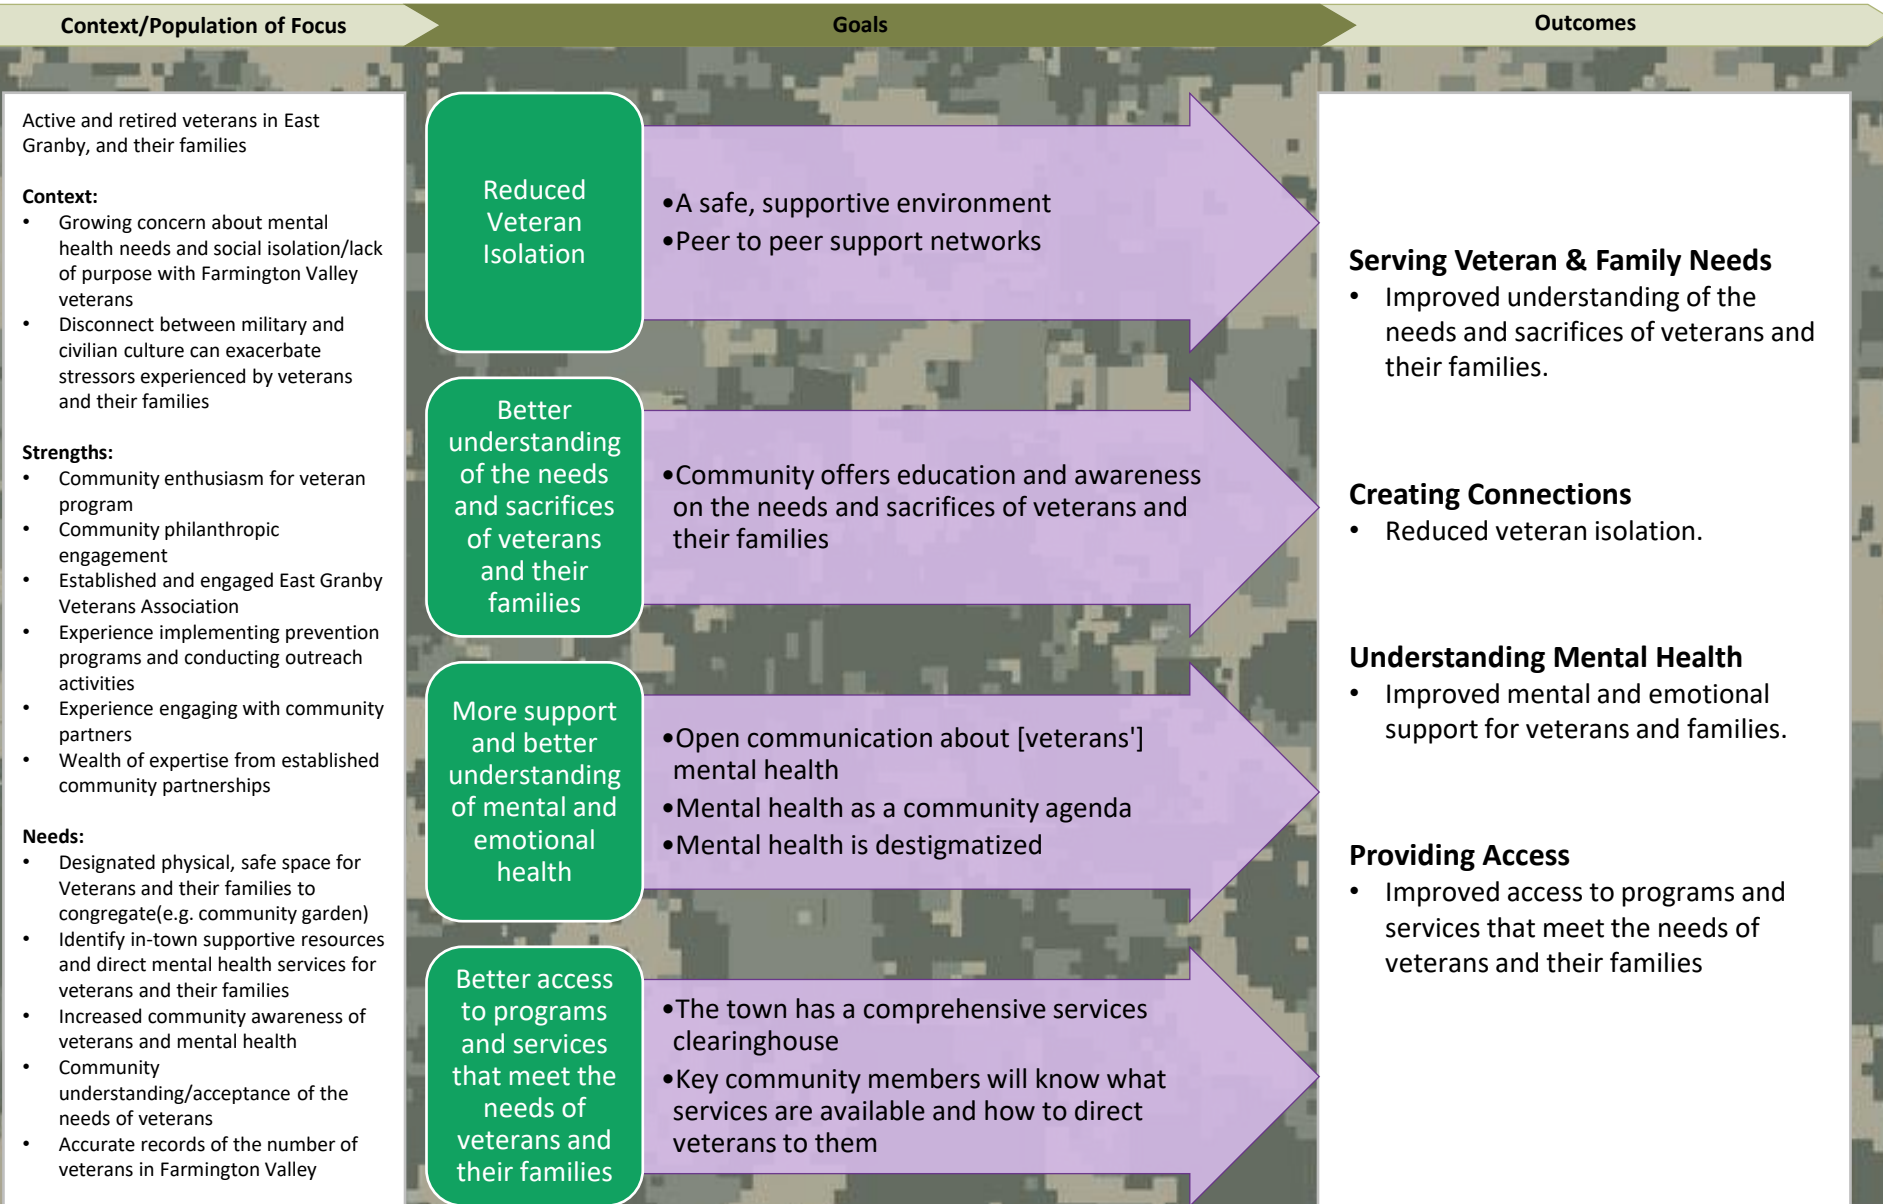 Context/Population of Focus
Goals
Outcomes
Active and retired veterans in East
Granby, and their families
Context:
• Growing concern about mental
health needs and social isolation/lack
of purpose with Farmington Valley
veterans
• Disconnect between military and
civilian culture can exacerbate
stressors experienced by veterans
and their families
Strengths:
• Community enthusiasm for veteran
program
• Community philanthropic
engagement
• Established and engaged East Granby
Veterans Association
• Experience implementing prevention
programs and conducting outreach
activities
• Experience engaging with community
partners
• Wealth of expertise from established
community partnerships
Needs:
• Designated physical, safe space for
Veterans and their families to
congregate(e.g. community garden)
• Identify in-town supportive resources
and direct mental health services for
veterans and their families
• Increased community awareness of
veterans and mental health
• Community
understanding/acceptance of the
needs of veterans
• Accurate records of the number of
veterans in Farmington Valley
Reduced
Veteran
Isolation
•A safe, supportive environment
•Peer to peer support networks
Better
understanding
of the needs
and sacrifices
of veterans
and their
families
•Community offers education and awareness
on the needs and sacrifices of veterans and
their families
More support
and better
understanding
of mental and
emotional
health
•Open communication about [veterans']
mental health
•Mental health as a community agenda
•Mental health is destigmatized
Better access
to programs
and services
that meet the
needs of
veterans and
their families
•The town has a comprehensive services
clearinghouse
•Key community members will know what
services are available and how to direct
veterans to them
Serving Veteran & Family Needs
• Improved understanding of the
needs and sacrifices of veterans and
their families.
Creating Connections
• Reduced veteran isolation.
Understanding Mental Health
• Improved mental and emotional
support for veterans and families.
Providing Access
• Improved access to programs and
services that meet the needs of
veterans and their families